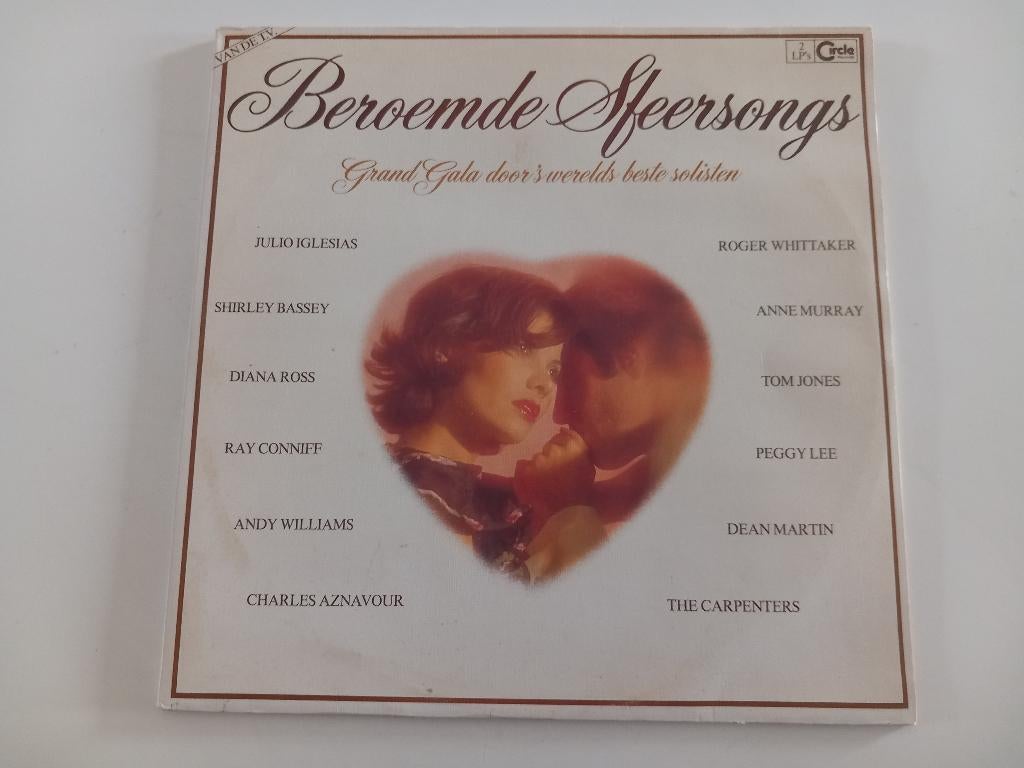 VAN DE T.V.
2 LP's
Circle
Beroemde Sfeersongs
Grand Gala door 's werelds beste solisten
JULIO IGLESIAS
ROGER WHITTAKER
SHIRLEY BASSEY
ANNE MURRAY
DIANA ROSS
TOM JONES
RAY CONNIFF
PEGGY LEE
ANDY WILLIAMS
DEAN MARTIN
CHARLES AZNAVOUR
THE CARPENTERS